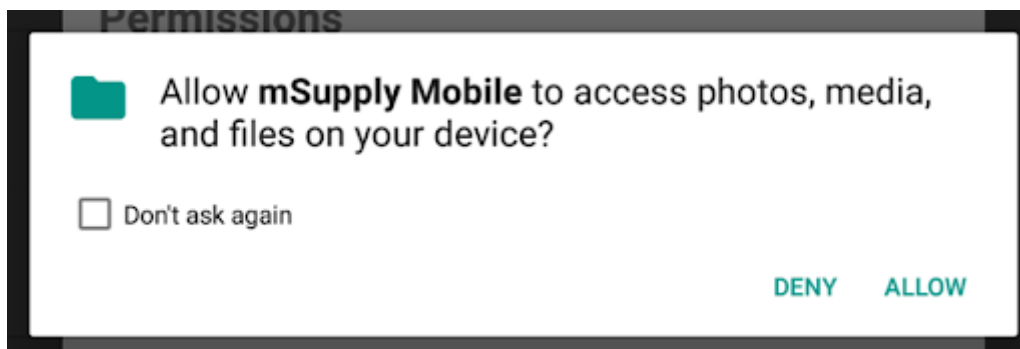 Permissions
Allow mSupply Mobile to access photos, media,
and files on your device?
Don't ask again
DENY ALLOW